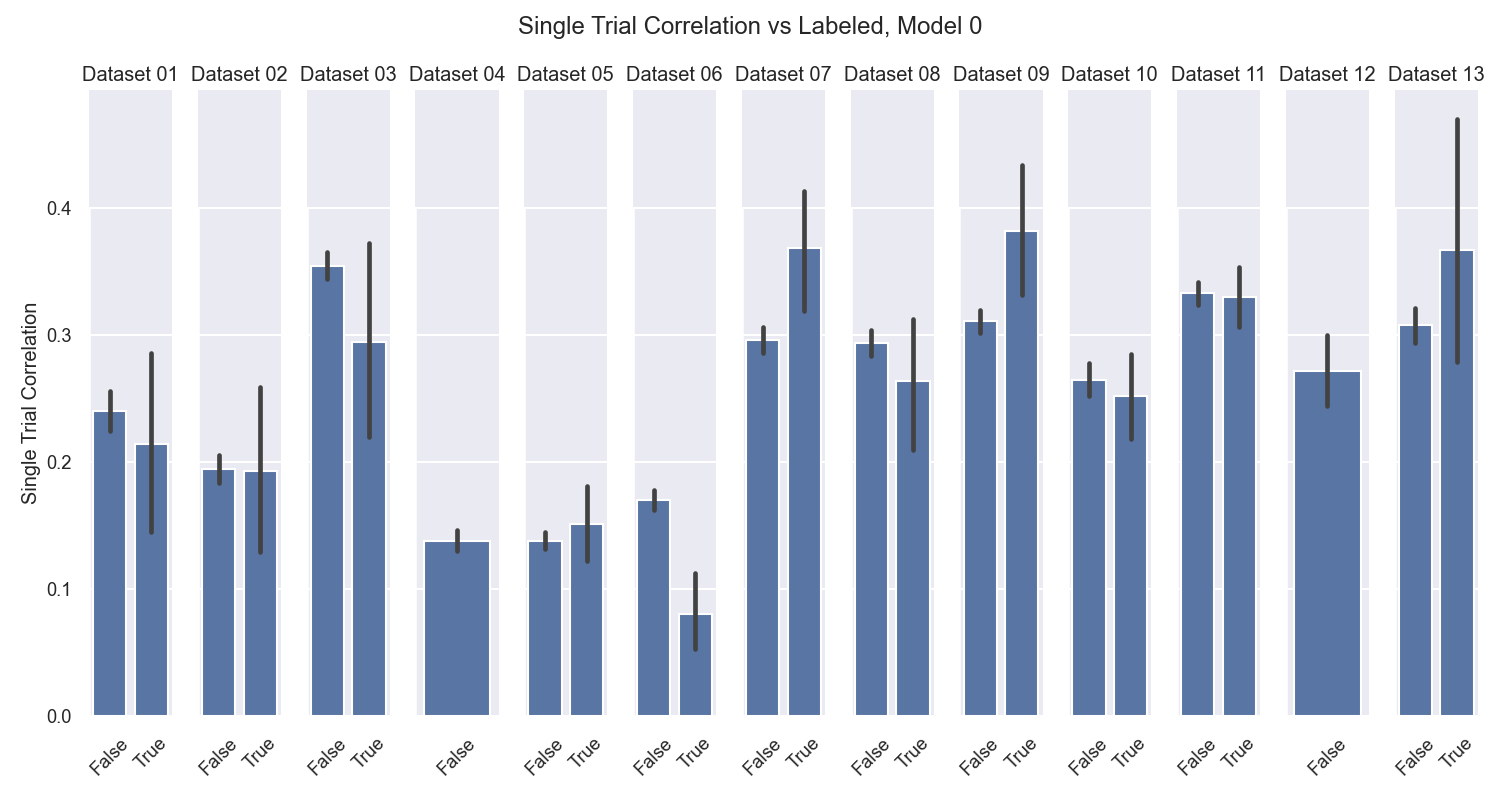 Single Trial Correlation vs Labeled, Model 0
Dataset 01 Dataset 02 Dataset 03 Dataset 04 Dataset 05 Dataset 06 Dataset 07 Dataset 08 Dataset 09 Dataset 10 Dataset 11 Dataset 12 Dataset 13
Single Trial Correlation
0.4
0.3
0.2
0.1
0.0
False True False True False True False False True False True False True False True False True False True False True False False True